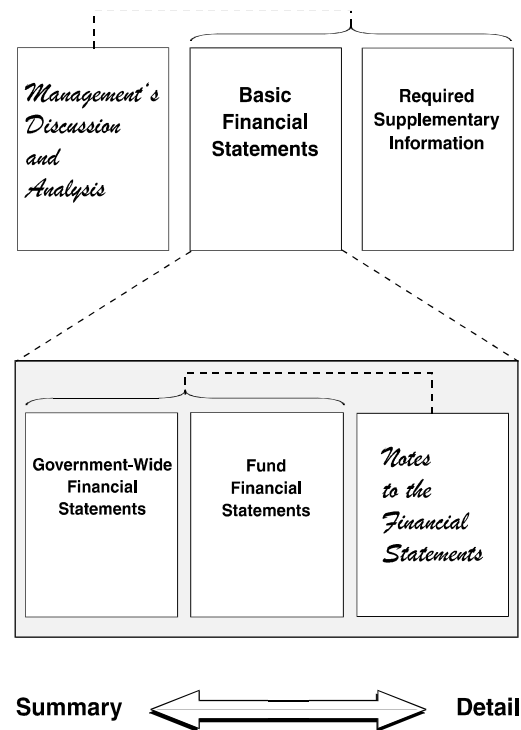 Management's
Discussion
and
Analysis
Basic
Financial
Statements
Required
Supplementary
Information
Government-Wide
Financial
Statements
Fund
Financial
Statements
Notes
to the
Financial
Statements
Summary
Detail